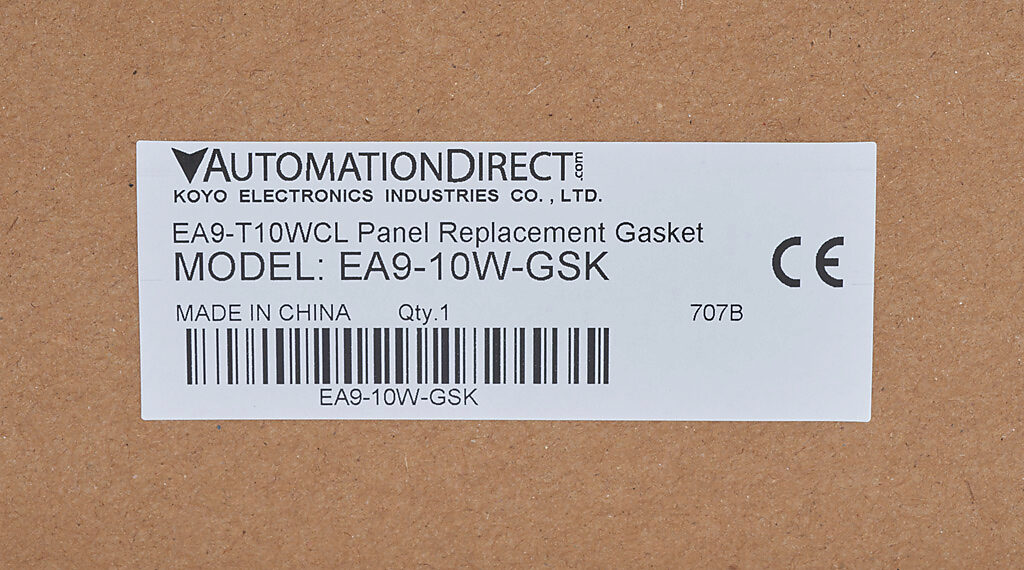 AUTOMATIONDIRECT.com
KOYO ELECTRONICS INDUSTRIES CO., LTD.
EA9-T10WCL Panel Replacement Gasket
MODEL: EA9-10W-GSK
CE
MADE IN CHINA Qty.1 707B
EA9-10W-GSK